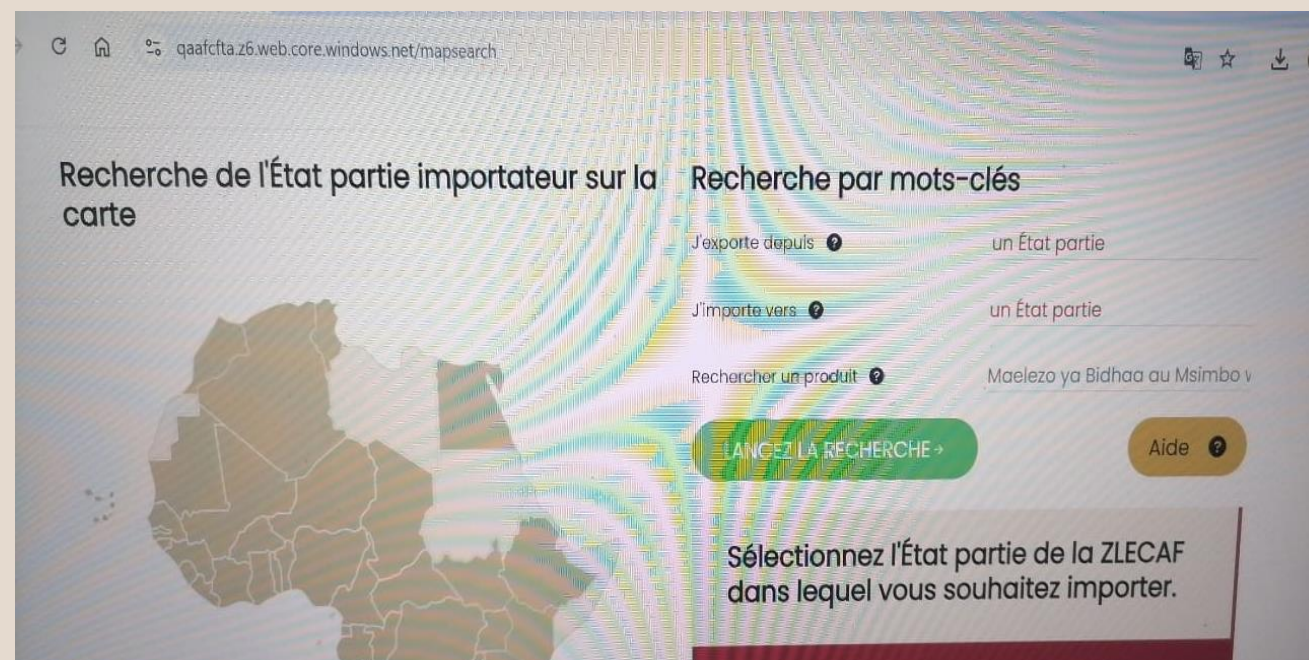 qaafcfta.z6.web.core.windows.net/mapsearch
Recherche de l'État partie importateur sur la
carte
Recherche par mots-clés
J'exporte depuis ?
un État partie
J'importe vers ?
un État partie
Rechercher un produit ?
Maelezo ya Bidhaa au Msimbo v
LANCEZ LA RECHERCHE →
Aide ?
Sélectionnez l'État partie de la ZLECAF
dans lequel vous souhaitez importer.